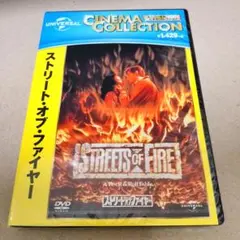 UNIVERSAL
CINEMA
COLLECTION
¥1,429
ストリート・オブ・ファイヤー
STREETS OF FIRE
ストリート・オブ・ファイヤー
DVD
UNIVERSAL